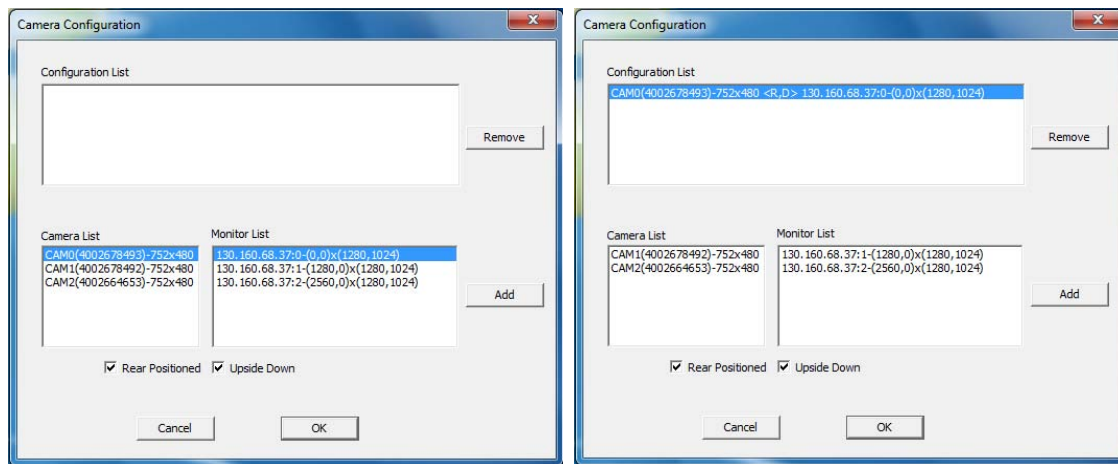 Camera Configuration
Configuration List
Remove
Camera List
Monitor List
CAM0(4002678493)-752x480
130.160.68.37:0-(0,0)x(1280,1024)
CAM1(4002678492)-752x480
130.160.68.37:1-(1280,0)x(1280,1024)
CAM2(4002664653)-752x480
130.160.68.37:2-(2560,0)x(1280,1024)
Add
Rear Positioned
Upside Down
Cancel
OK
Camera Configuration
Configuration List
CAM0(4002678493)-752x480 <R,D> 130.160.68.37:0-(0,0)x(1280,1024)
Remove
Camera List
Monitor List
CAM1(4002678492)-752x480
130.160.68.37:1-(1280,0)x(1280,1024)
CAM2(4002664653)-752x480
130.160.68.37:2-(2560,0)x(1280,1024)
Add
Rear Positioned
Upside Down
Cancel
OK